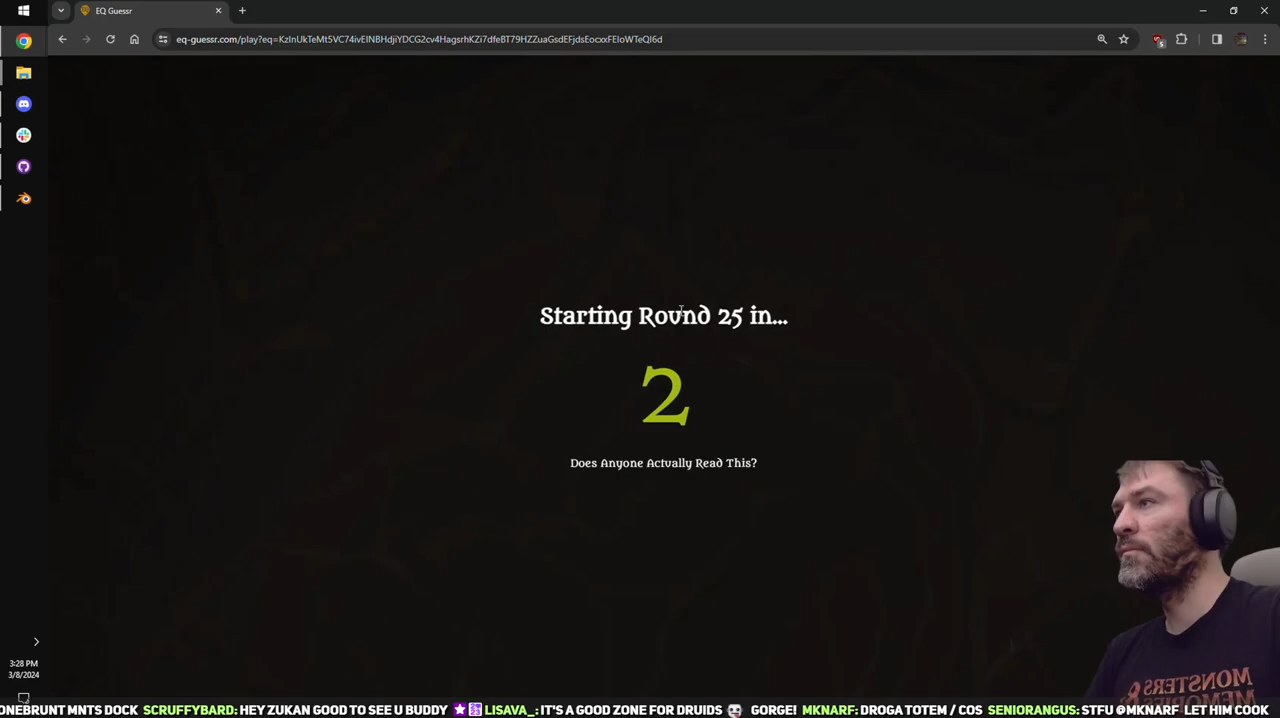 EQ Guessr
eq-guessr.com/play?eq=KzInUkTeMt5VC74ivEINBHdjiYDCG2cv4HagsrhKZi7dfeBT79HZZuaGsdEFjdsEocxxFEIoWTeQl6d
Starting Round 25 in...
2
Does Anyone Actually Read This?
MONSTERS
& MEMORIES
3:28 PM
3/8/2024
ONEBRUNT MNTS DOCK SCRUFFYBARD: HEY ZUKAN GOOD TO SEE U BUDDY LISAVA_: IT'S A GOOD ZONE FOR DRUIDS GORGE! MKNARF: DROGA TOTEM / COS SENIORANGUS: STFU @MKNARF LET HIM COOK